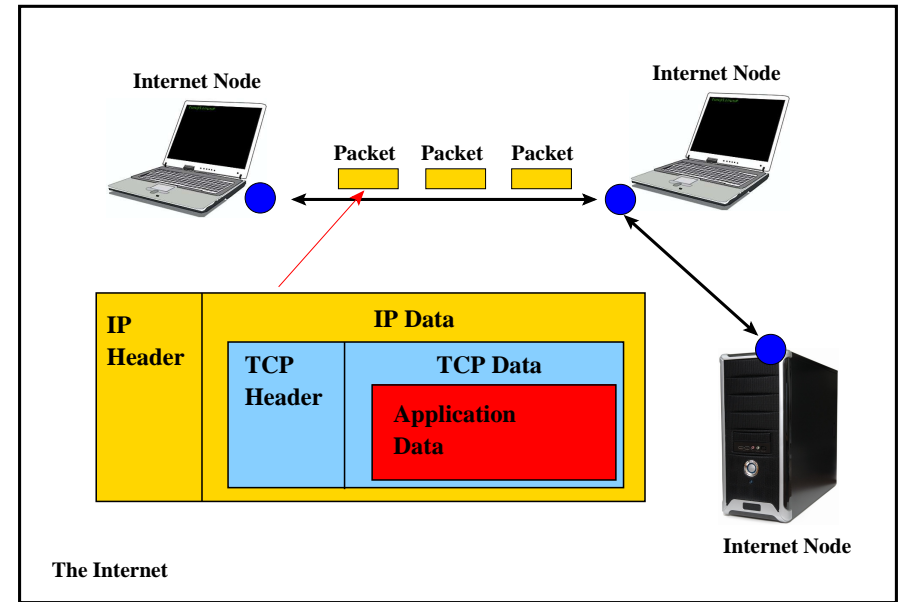 Internet Node
Internet Node
Packet Packet Packet
IP
Header
IP Data
TCP
Header
TCP Data
Application
Data
Internet Node
The Internet